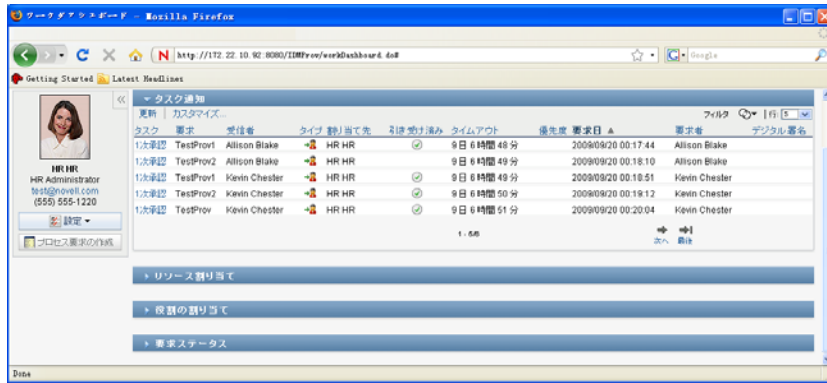 ワークダッシュボード - Mozilla Firefox
http://172.22.10.92:8080/IDMProv/workDashboard.do#
Google
Getting Started Latest Headlines
タスク通知
更新 カスタマイズ... フィルタ 行: 5
タスク 要求 受信者 タイプ 割り当て先 引き受け済み タイムアウト 優先度 要求日 要求者 デジタル署名
1次承認 TestProv1 Allison Blake HR HR 9日 6時間 48分 2009/09/20 00:17:44 Allison Blake
1次承認 TestProv2 Allison Blake HR HR 9日 6時間 49分 2009/09/20 00:18:10 Allison Blake
1次承認 TestProv1 Kevin Chester HR HR 9日 6時間 49分 2009/09/20 00:18:51 Kevin Chester
1次承認 TestProv2 Kevin Chester HR HR 9日 6時間 50分 2009/09/20 00:19:12 Kevin Chester
1次承認 TestProv Kevin Chester HR HR 9日 6時間 51分 2009/09/20 00:20:04 Kevin Chester
HR HR
HR Administrator
test@novell.com
(555) 555-1220
設定
プロセス要求の作成
次へ 最後
リソース割り当て
役割の割り当て
要求ステータス
Done